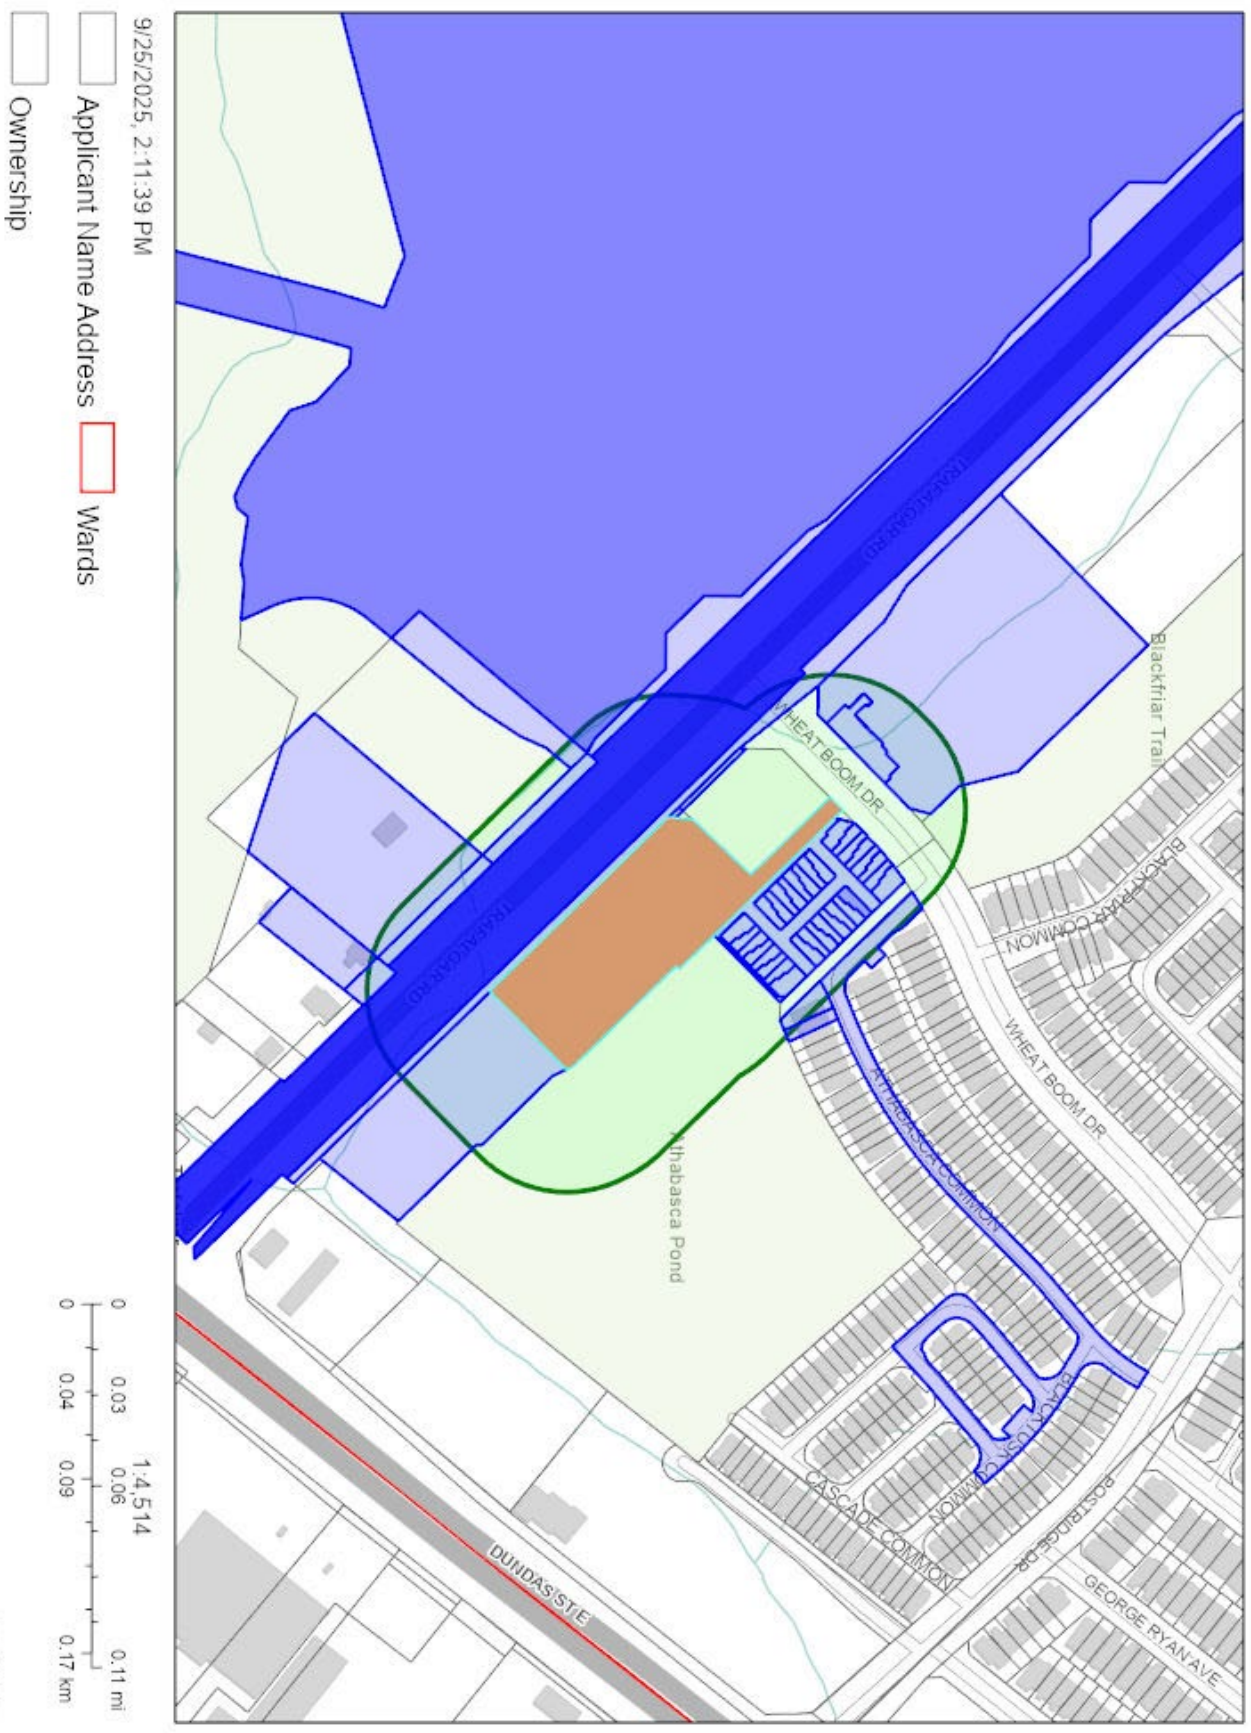 9/25/2025, 2:11:39 PM
Applicant Name Address
Wards
Ownership
1:4,514
0 0.03 0.06 0.11 mi
0 0.04 0.09 0.17 km
TRAFALGAR RD
TRAFALGAR RD
WHEAT BOOM DR
Blackfriar Trail
BLACKFRIAR COMMON
WHEAT BOOM DR
ATHABASCA COMMON
Athabasca Pond
BLACKTUSK COMMON
CASCADE COMMON
POSTRIDGE DR
GEORGE RYAN AVE
DUNDAS ST E